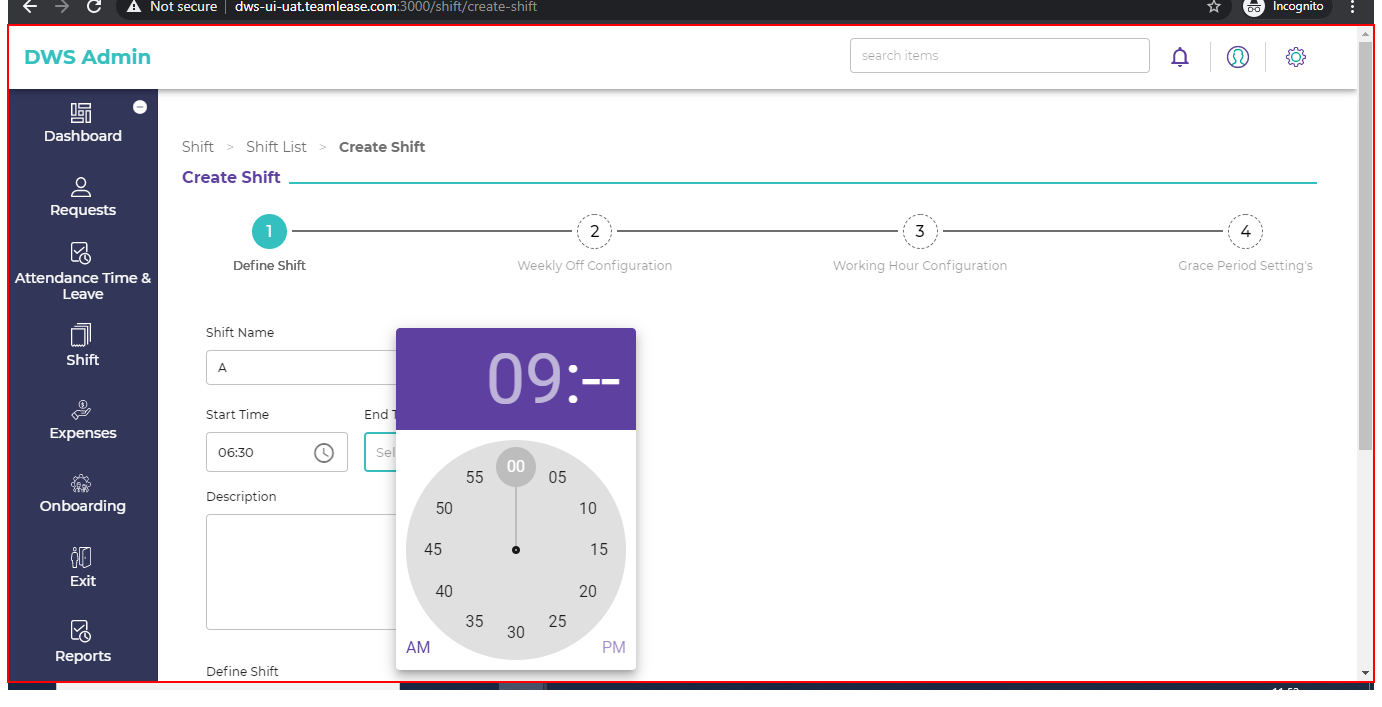 Not secure dws-ui-uat.teamlease.com:3000/shift/create-shift Incognito
DWS Admin
search items
Dashboard
Requests
Attendance Time &
Leave
Shift
Expenses
Onboarding
Exit
Reports
Shift > Shift List > Create Shift
Create Shift
1 2 3 4
Define Shift Weekly Off Configuration Working Hour Configuration Grace Period Setting's
Shift Name
A
Start Time End T
06:30 Sel
Description
Define Shift
09:--
00
55 05
50 10
45 15
40 20
35 25
30
AM PM